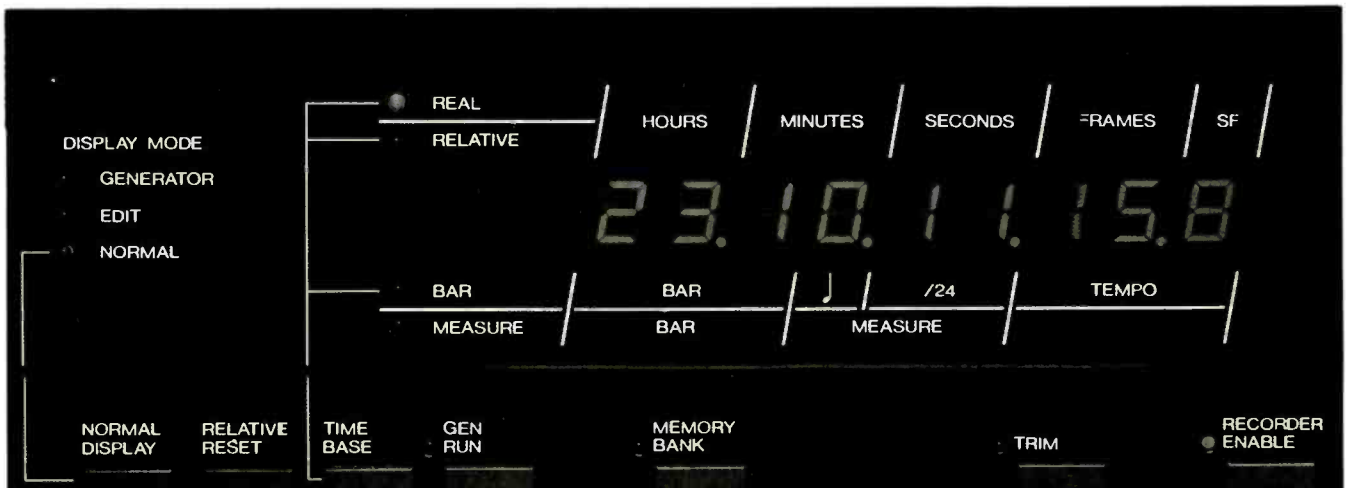 REAL
HOURS MINUTES SECONDS FRAMES SF
RELATIVE
DISPLAY MODE
GENERATOR
EDIT
NORMAL
23.10.11.15.8
BAR BAR ♩ /24 TEMPO
MEASURE BAR MEASURE
NORMAL DISPLAY
RELATIVE RESET
TIME BASE
GEN RUN
MEMORY BANK
TRIM
RECORDER ENABLE